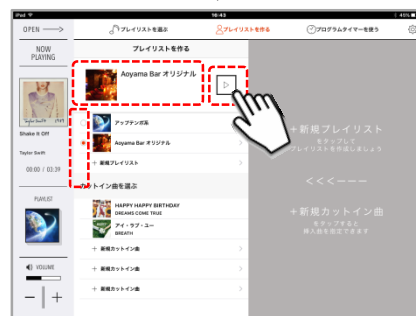 iPad
16:43
45%
OPEN
プレイリストを選ぶ
プレイリストを作る
プログラムタイマーを使う
NOW
PLAYING
プレイリストを作る
Aoyama Bar オリジナル
Taylor Swift 1989
Shake It Off
Taylor Swift
00:00 / 03:39
アップテンポ系
Aoyama Bar オリジナル
+ 新規プレイリスト
カットイン曲を選ぶ
PLAYLIST
HAPPY HAPPY BIRTHDAY
DREAMS COME TRUE
アイ・ラブ・ユー
BREATH
+ 新規カットイン曲
+ 新規カットイン曲
+ 新規カットイン曲
VOLUME
− +
+新規プレイリスト
をタップして
プレイリストを作成しましょう
<<<−−−
+新規カットイン曲
をタップすると
挿入曲を指定できます